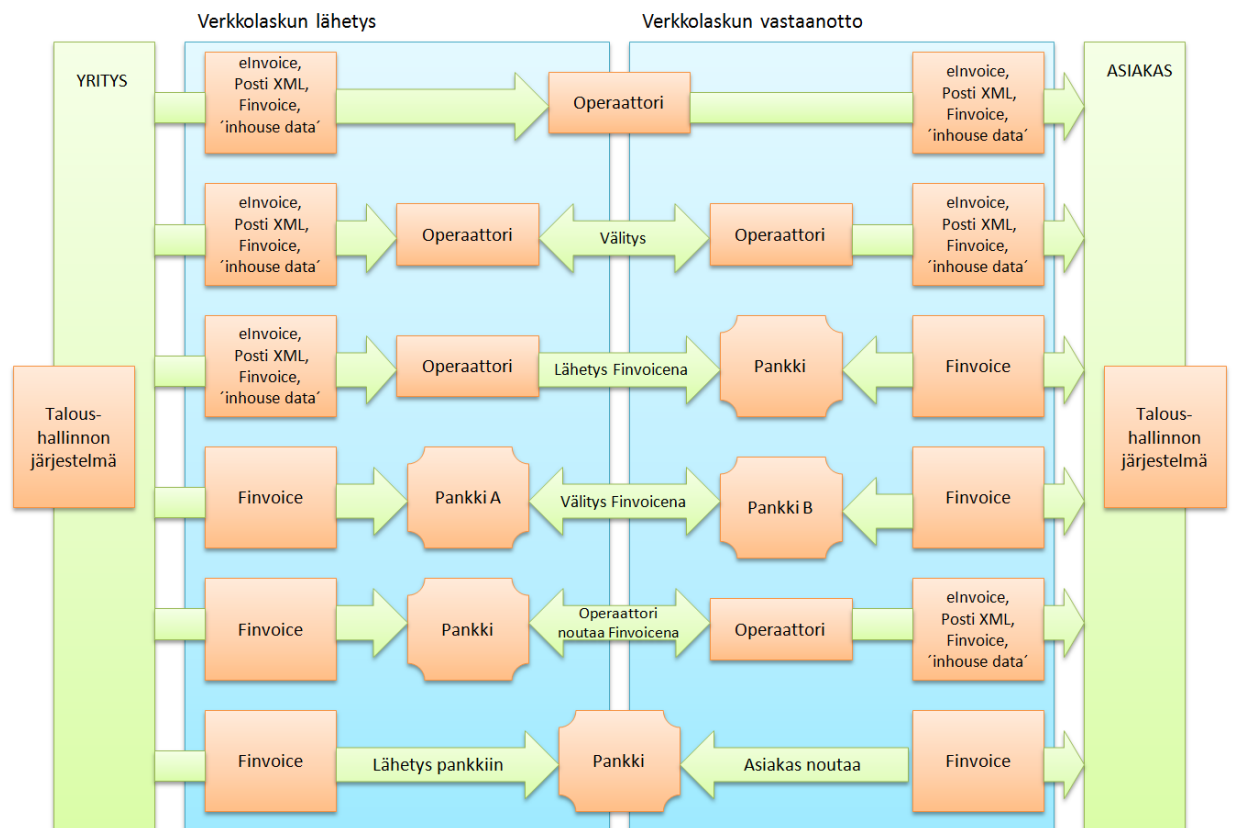 Verkkolaskun lähetys
Verkkolaskun vastaanotto
YRITYS
eInvoice,
Posti XML,
Finvoice,
´inhouse data´
Operaattori
eInvoice,
Posti XML,
Finvoice,
´inhouse data´
ASIAKAS
eInvoice,
Posti XML,
Finvoice,
´inhouse data´
Operaattori
Välitys
Operaattori
eInvoice,
Posti XML,
Finvoice,
´inhouse data´
eInvoice,
Posti XML,
Finvoice,
´inhouse data´
Operaattori
Lähetys Finvoicena
Pankki
Finvoice
Talous-
hallinnon
järjestelmä
Talous-
hallinnon
järjestelmä
Finvoice
Pankki A
Välitys Finvoicena
Pankki B
Finvoice
Finvoice
Pankki
Operaattori
noutaa Finvoicena
Operaattori
eInvoice,
Posti XML,
Finvoice,
´inhouse data´
Finvoice
Lähetys pankkiin
Pankki
Asiakas noutaa
Finvoice